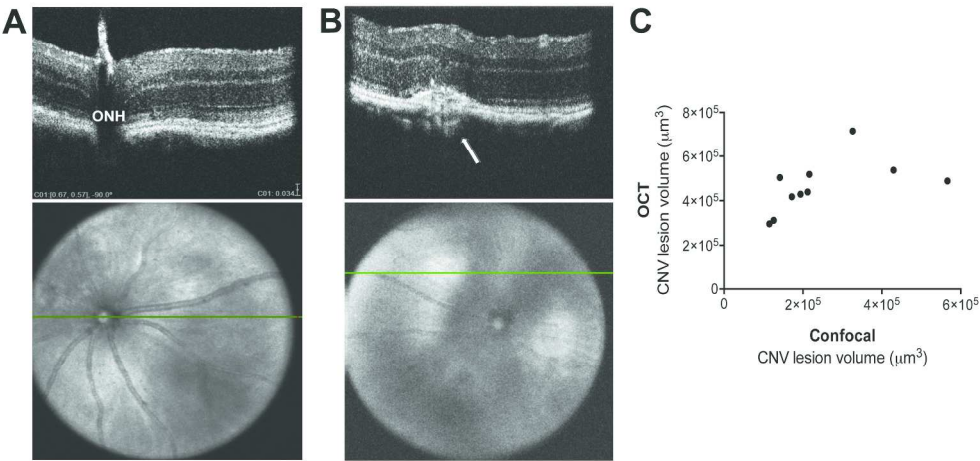 A
B
C
ONH
C01:[0.67, 0.57], -90.0°
C01: 0.034
OCT
CNV lesion volume (μm³)
8×10⁵
6×10⁵
4×10⁵
2×10⁵
0
0
2×10⁵
4×10⁵
6×10⁵
Confocal
CNV lesion volume (μm³)